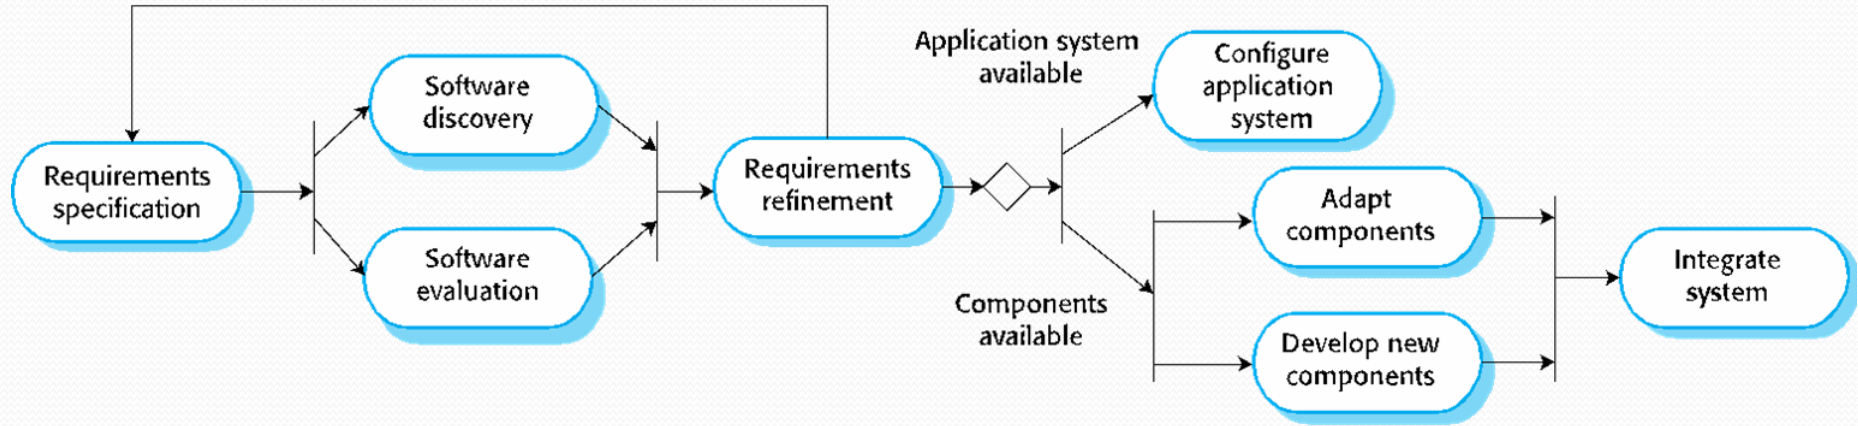 Requirements
specification
Software
discovery
Software
evaluation
Requirements
refinement
Application system
available
Configure
application
system
Components
available
Adapt
components
Develop new
components
Integrate
system